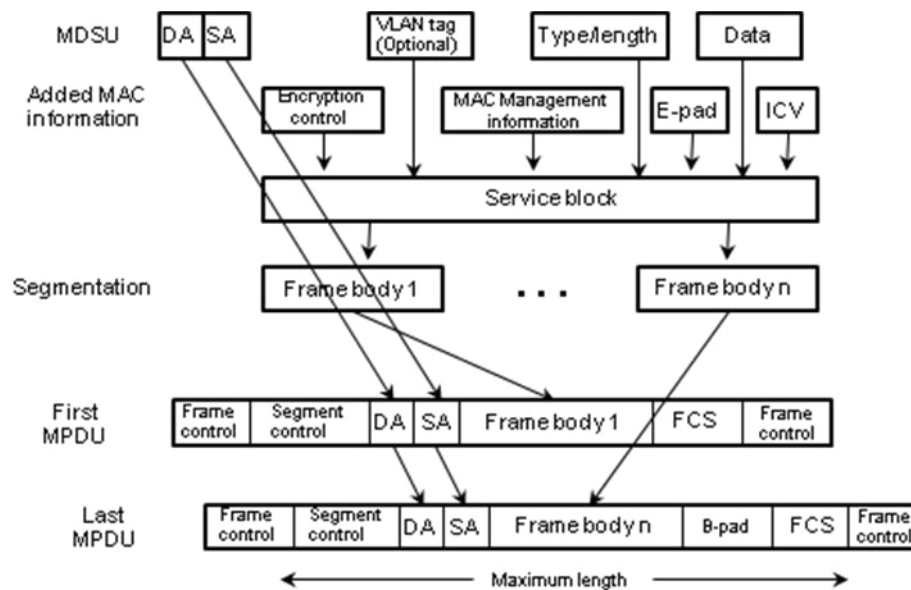 MDSU DA SA VLAN tag (Optional) Type/length Data
Added MAC information Encryption control MAC Management information E-pad ICV
Service block
Segmentation Frame body 1 . . . Frame body n
First MPDU Frame control Segment control DA SA Frame body 1 FCS Frame control
Last MPDU Frame control Segment control DA SA Frame body n B-pad FCS Frame control
Maximum length